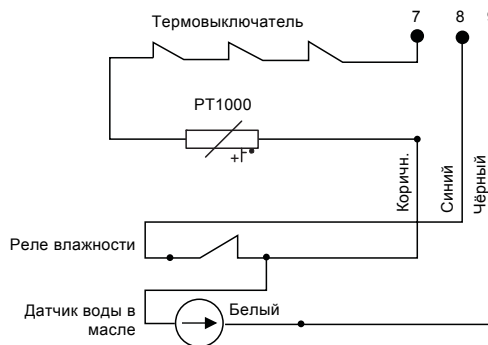 Термовыключатель
7 8
PT1000
+t°
Коричн.
Синий
Чёрный
Реле влажности
Датчик воды в
масле
Белый